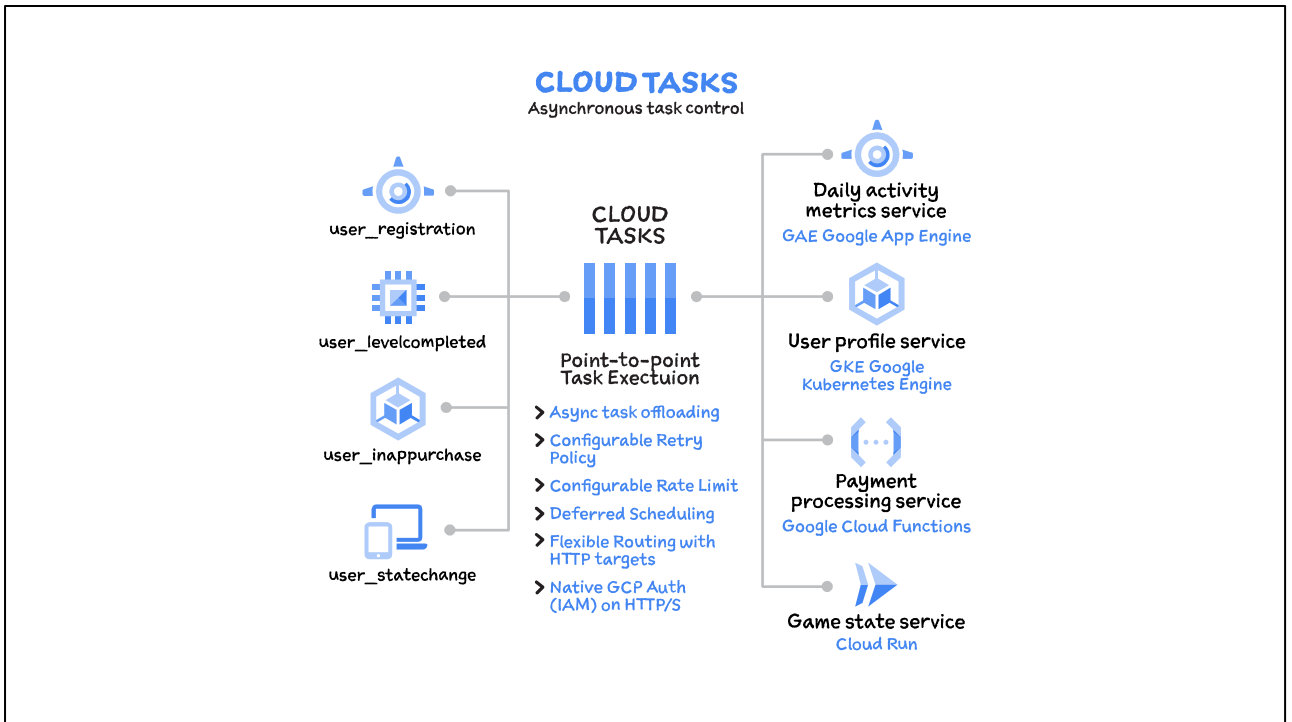 CLOUD TASKS
Asynchronous task control
user_registration
user_levelcompleted
user_inappurchase
user_statechange
CLOUD
TASKS
Point-to-point
Task Exectuion
Async task offloading
Configurable Retry
Policy
Configurable Rate Limit
Deferred Scheduling
Flexible Routing with
HTTP targets
Native GCP Auth
(IAM) on HTTP/S
Daily activity
metrics service
GAE Google App Engine
User profile service
GKE Google
Kubernetes Engine
Payment
processing service
Google Cloud Functions
Game state service
Cloud Run